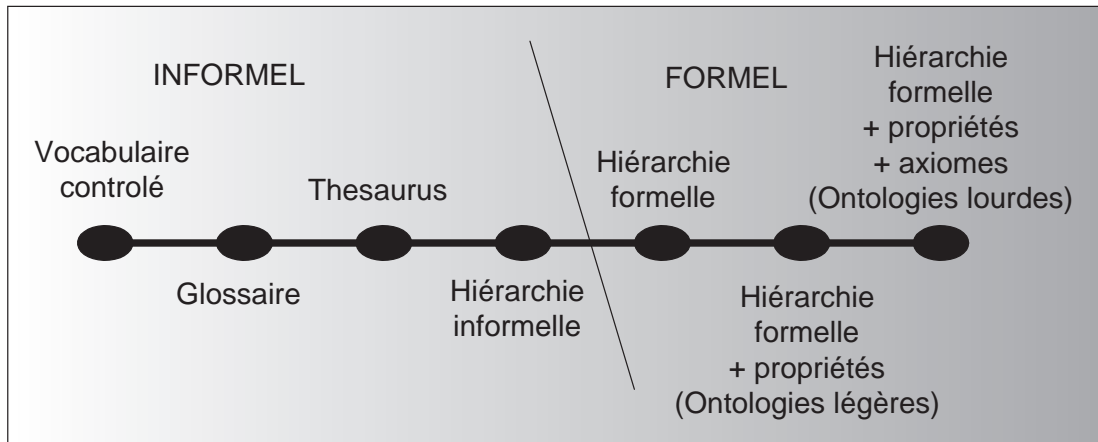 INFORMEL
FORMEL
Vocabulaire
controlé
Glossaire
Thesaurus
Hiérarchie
informelle
Hiérarchie
formelle
Hiérarchie
formelle
+ propriétés
(Ontologies légères)
Hiérarchie
formelle
+ propriétés
+ axiomes
(Ontologies lourdes)